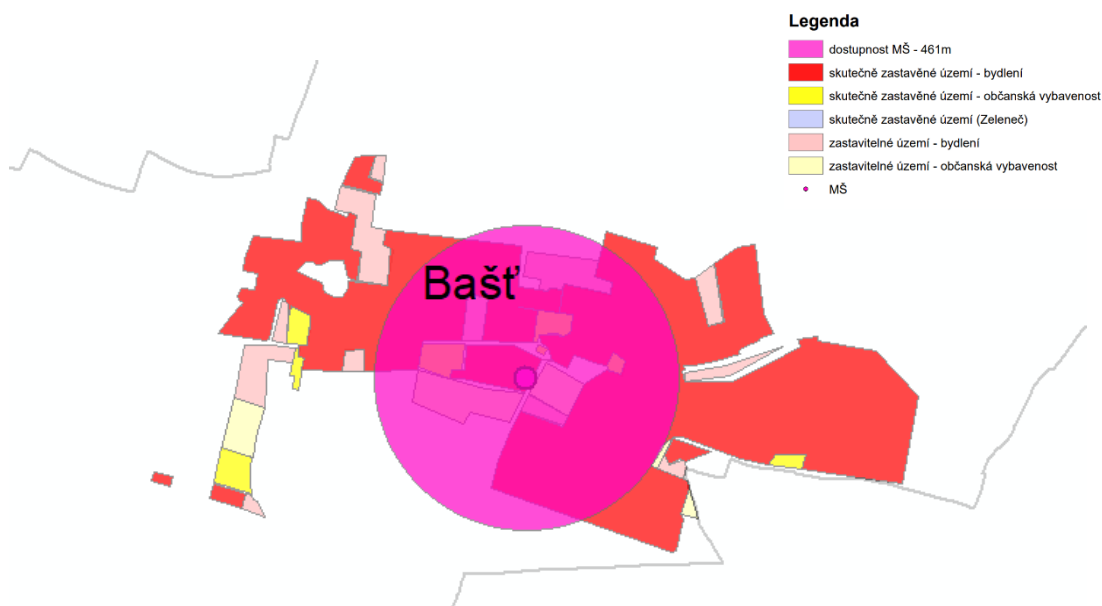 Legenda
dostupnost MŠ - 461m
skutečně zastavěné území - bydlení
skutečně zastavěné území - občanská vybavenost
skutečně zastavěné území (Zeleneč)
zastavitelné území - bydlení
zastavitelné území - občanská vybavenost
MŠ
Bašť